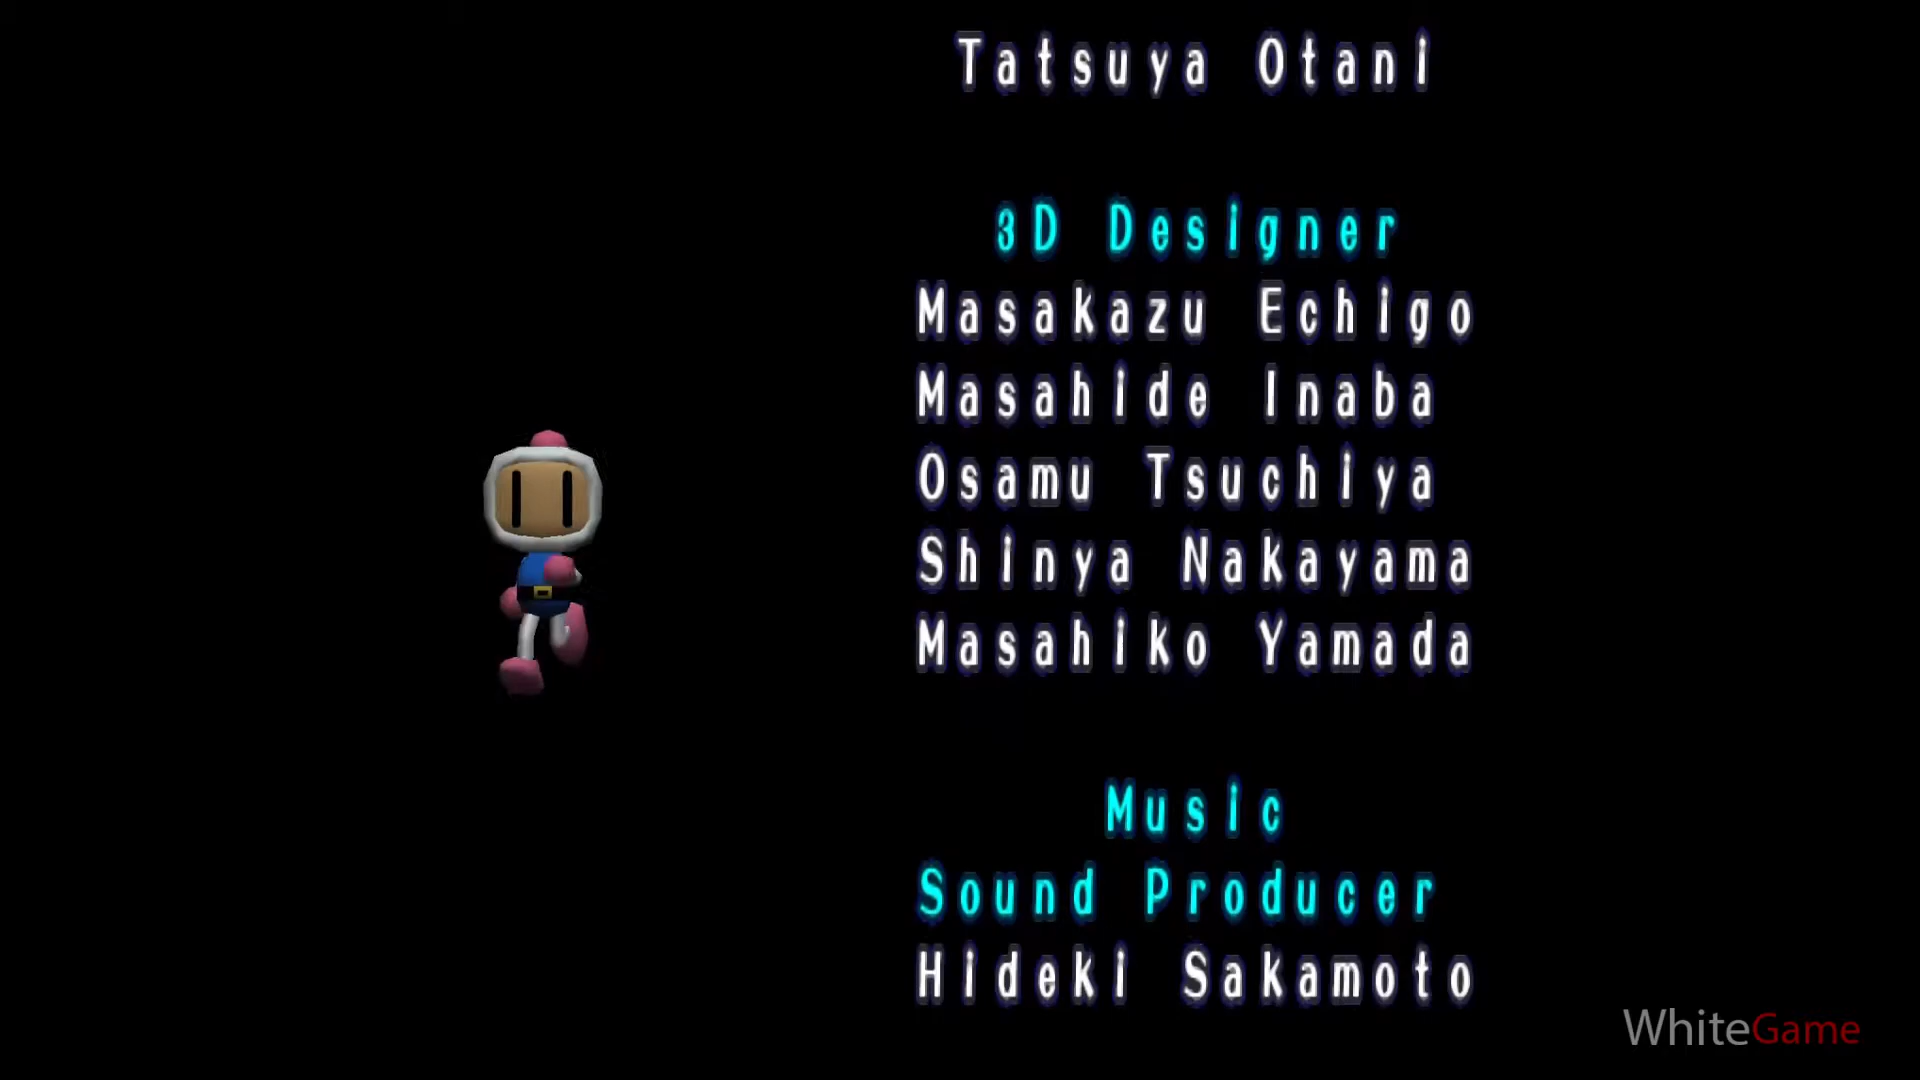 Tatsuya Otani
3D Designer
Masakazu Echigo
Masahide Inaba
Osamu Tsuchiya
Shinya Nakayama
Masahiko Yamada
Music
Sound Producer
Hideki Sakamoto
WhiteGame